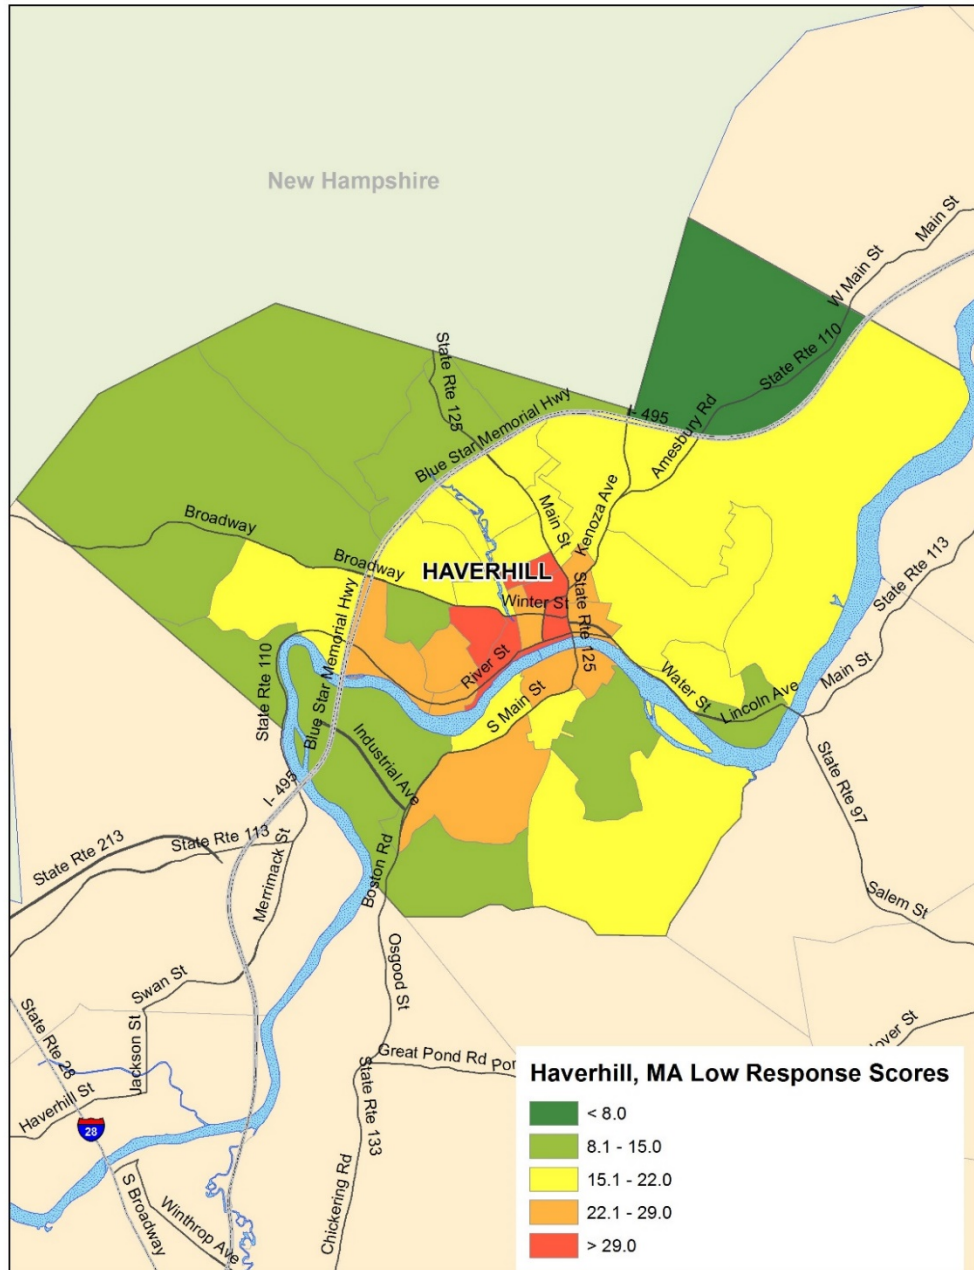 New Hampshire
Main St
W Main St
State Rte 110
State Rte 125
I- 495
Blue Star Memorial Hwy
Amesbury Rd
Kenoza Ave
Main St
Broadway
Broadway
HAVERHILL
Winter St
State Rte 125
State Rte 113
Main St
Blue Star Memorial Hwy
State Rte 110
River St
S Main St
Water St
Lincoln Ave
Industrial Ave
I- 495
State Rte 97
State Rte 213
State Rte 113
Merrimack St
Boston Rd
Salem St
Osgood St
Swan St
Jackson St
State Rte 28
Haverhill St
28
Great Pond Rd
State Rte 133
S Broadway
Winthrop Ave
Chickering Rd
Haverhill, MA Low Response Scores
< 8.0
8.1 - 15.0
15.1 - 22.0
22.1 - 29.0
> 29.0